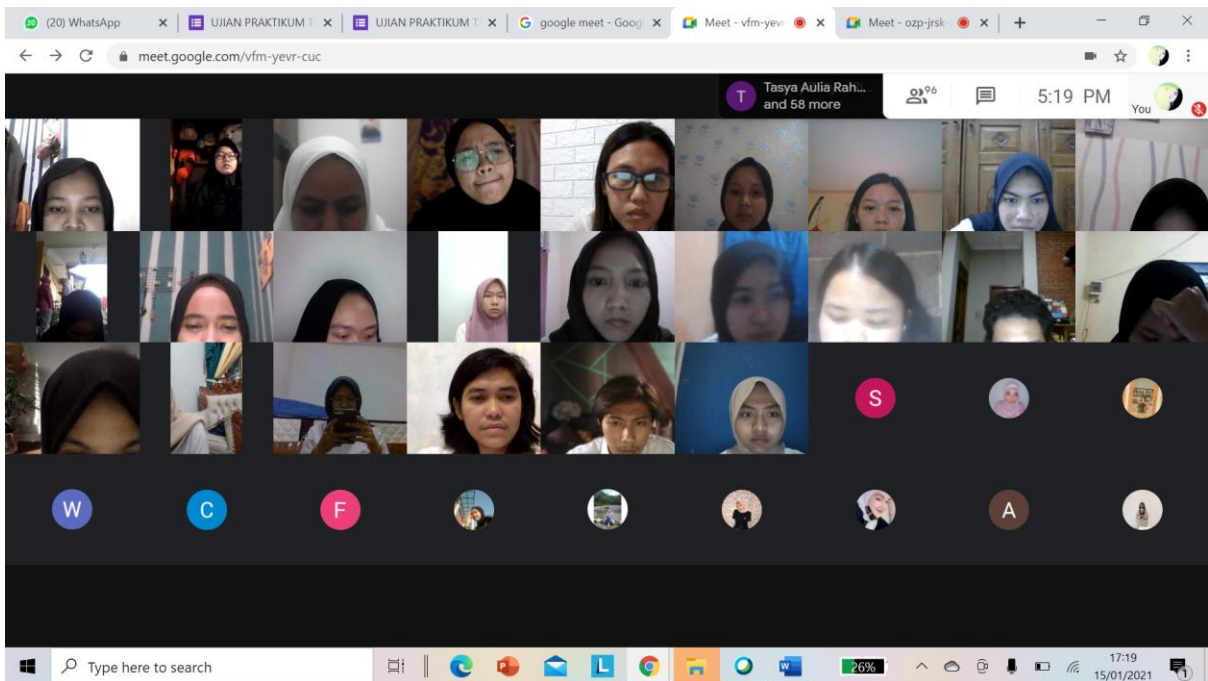 20
(20) WhatsApp
UJIAN PRAKTIKUM T
UJIAN PRAKTIKUM T
G google meet - Goog
Meet - vfm-yevr
Meet - ozp-jrsk-
meet.google.com/vfm-yevr-cuc
T
Tasya Aulia Rah...
and 58 more
96
5:19 PM
You
S
W
C
F
A
Type here to search
L
26%
17:19
15/01/2021
1